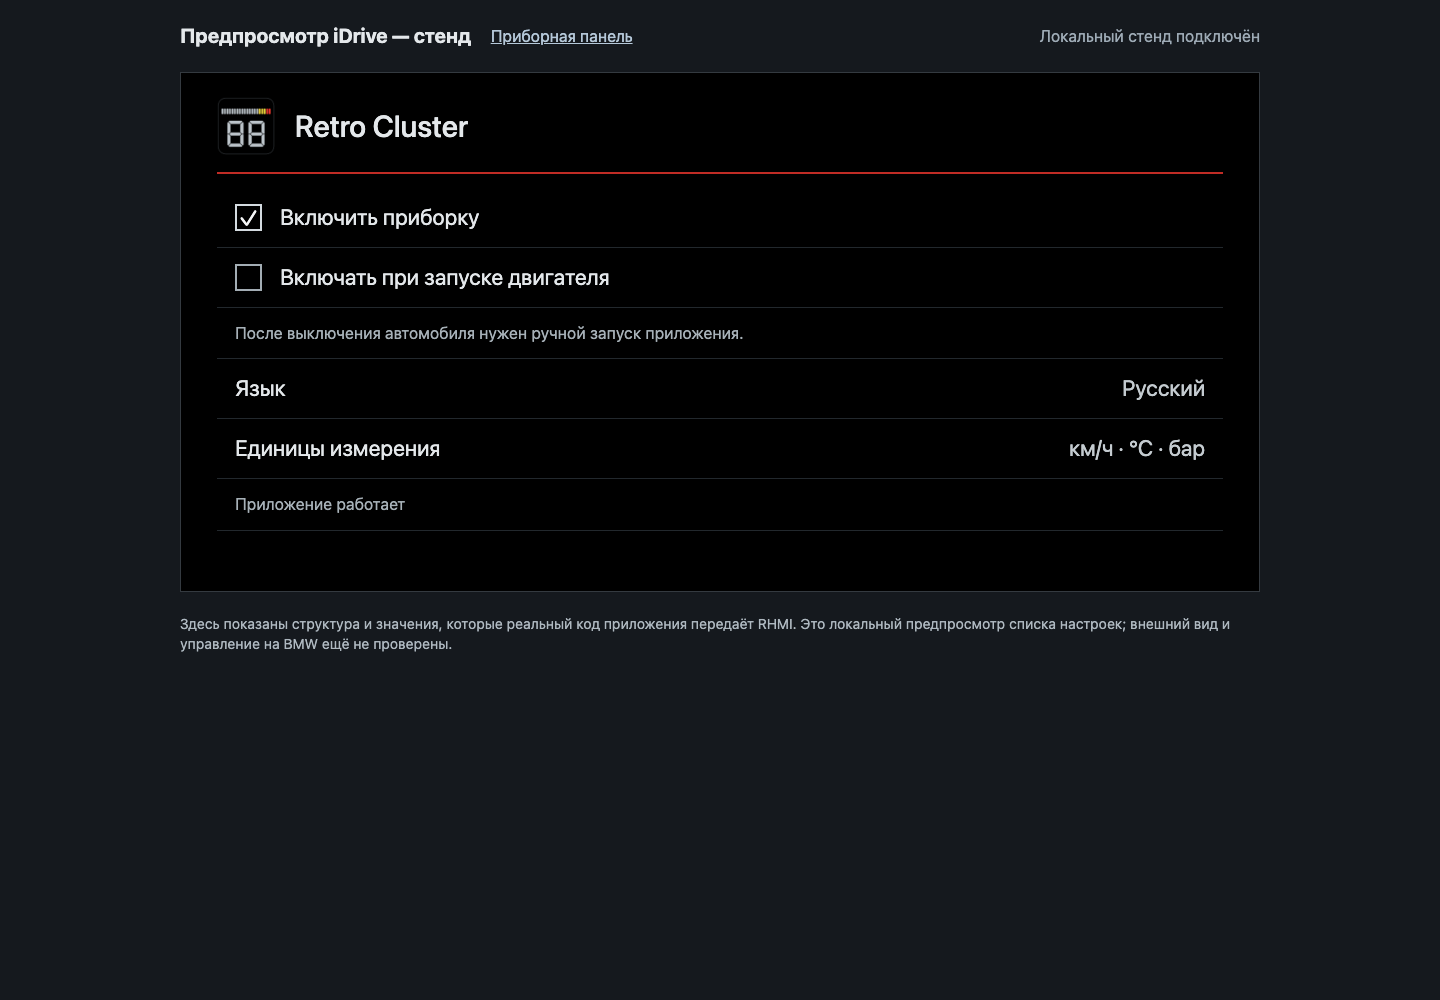 Предпросмотр iDrive — стенд Приборная панель Локальный стенд подключён
88 Retro Cluster
Включить приборку
Включать при запуске двигателя
После выключения автомобиля нужен ручной запуск приложения.
Язык Русский
Единицы измерения км/ч · °C · бар
Приложение работает
Здесь показаны структура и значения, которые реальный код приложения передаёт RHMI. Это локальный предпросмотр списка настроек; внешний вид и
управление на BMW ещё не проверены.